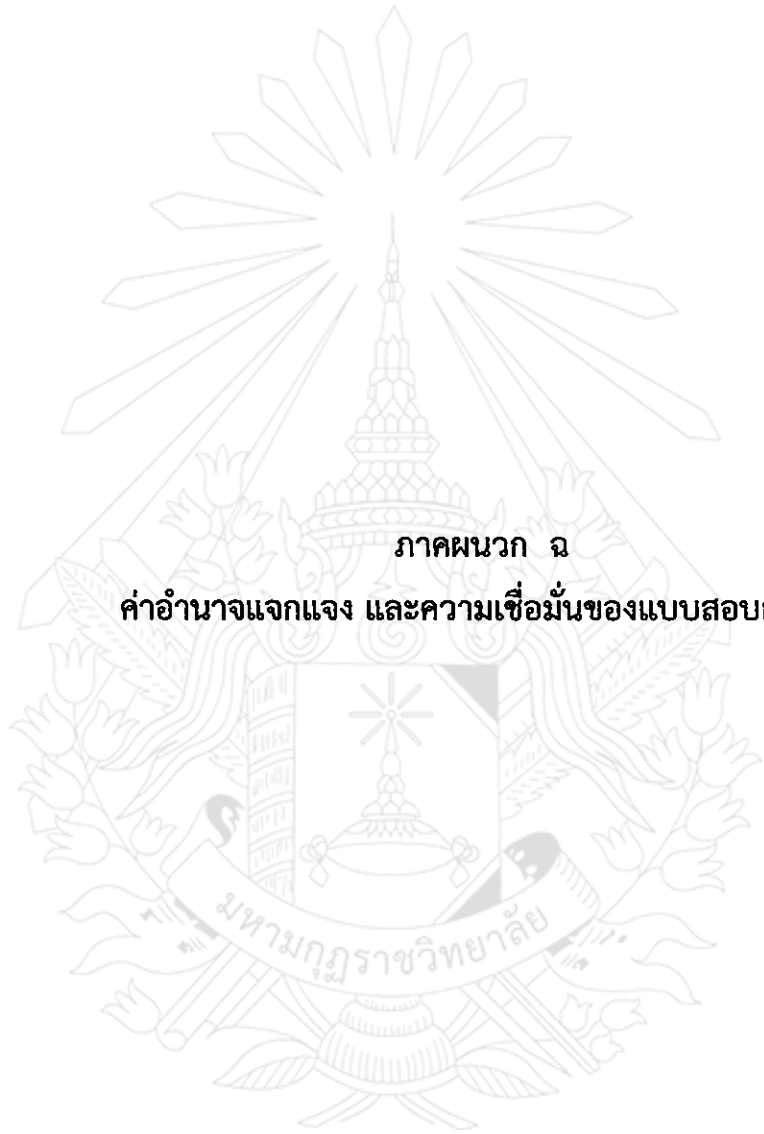 ภาคผนวก ฉ
ค่าอำนาจแจกแจง และความเชื่อมั่นของแบบสอบ
มหามกุฏราชวิทยาลัย